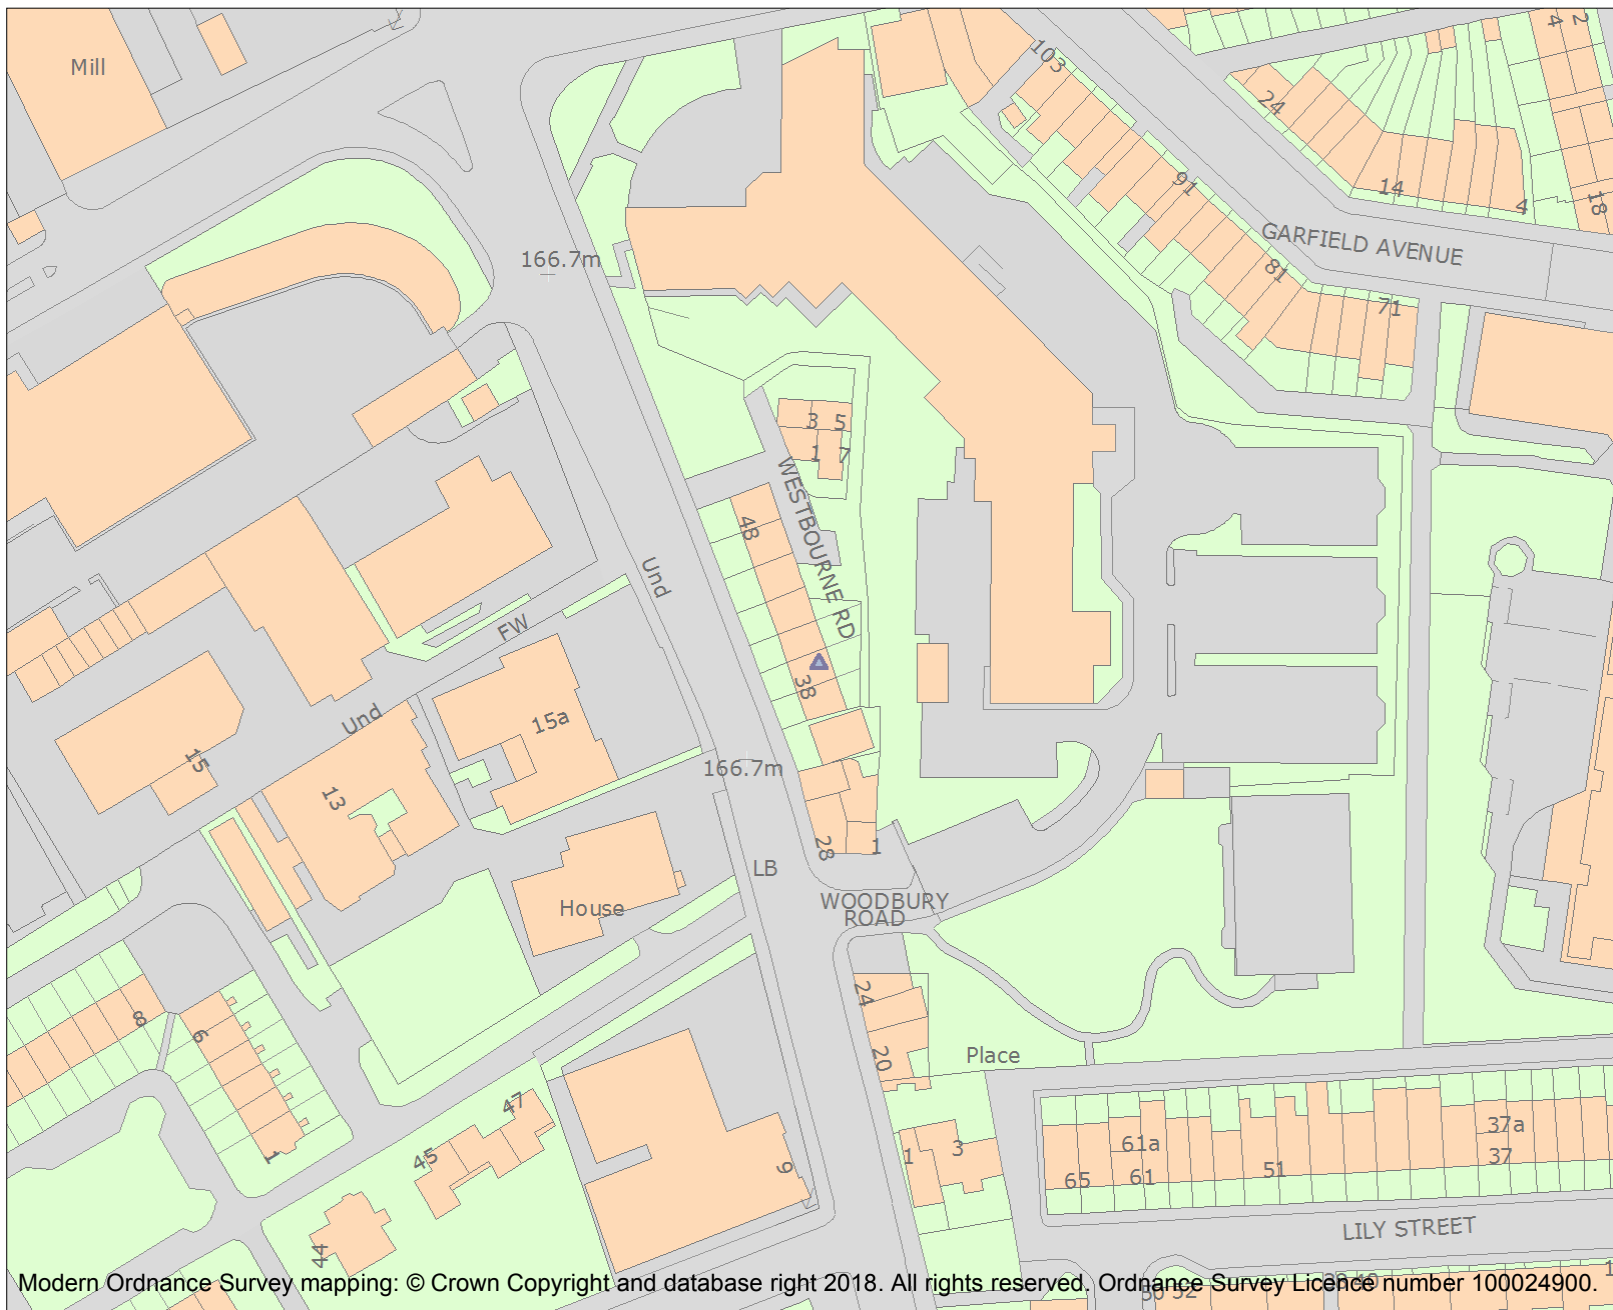 4
2
Mill
103
24
91
14
4
18
GARFIELD AVENUE
166.7m
81
71
3 5
1 7
WESTBOURNE RD
48
Und
FW
38
15a
Und
15
166.7m
13
28
1
LB
WOODBURY
ROAD
House
24
8
6
20
Place
47
37a
61a
1
3
45
1
9
65
61
51
37
LILY STREET
44
Modern Ordnance Survey mapping: © Crown Copyright and database right 2018. All rights reserved. Ordnance Survey Licence number 100024900.
50 52